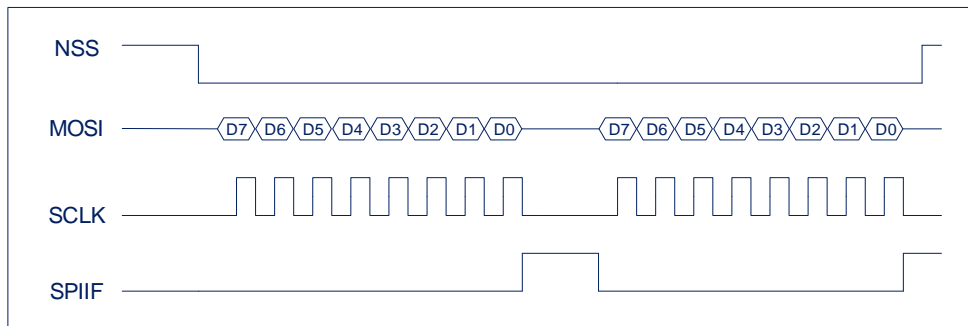 NSS
MOSI D7 D6 D5 D4 D3 D2 D1 D0 D7 D6 D5 D4 D3 D2 D1 D0
SCLK
SPIIF